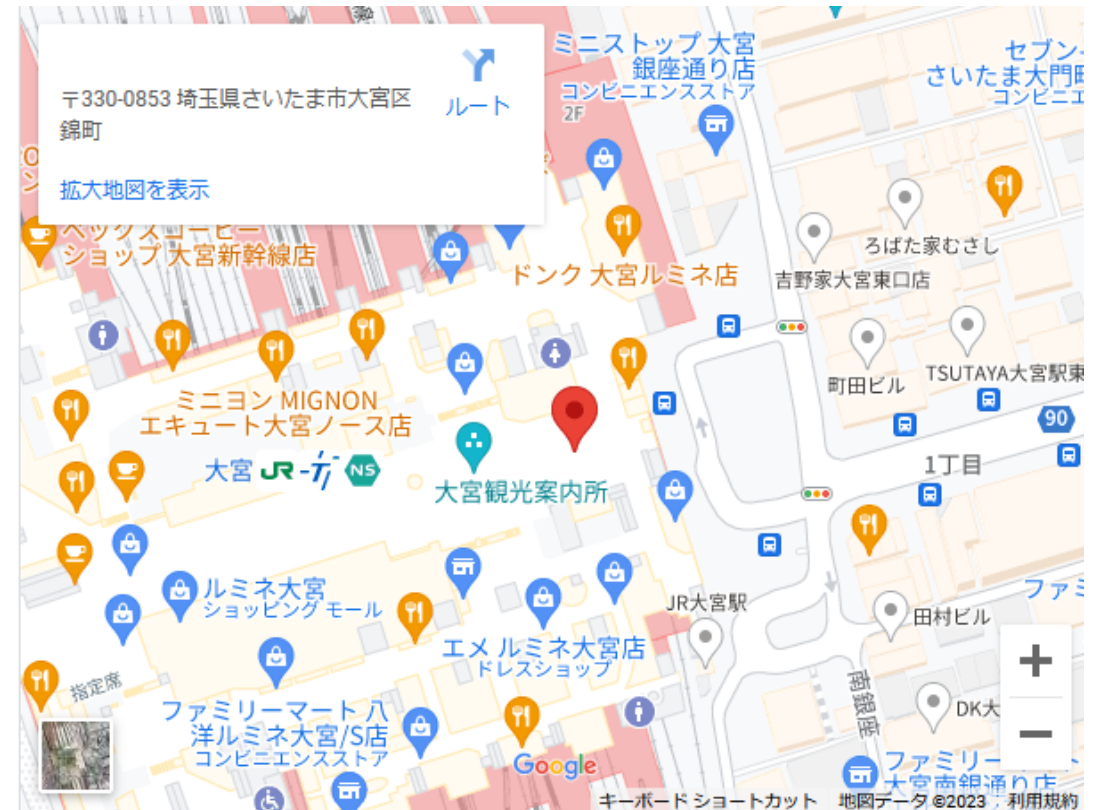 〒330-0853 埼玉県さいたま市大宮区
錦町
ルート
拡大地図を表示
ミニストップ 大宮
銀座通り店
コンビニエンスストア
2F
セブン-
さいたま大門町
コンビニエ
ベックスコーヒー
ショップ 大宮新幹線店
ドンク 大宮ルミネ店
ろばた家むさし
吉野家大宮東口店
町田ビル
TSUTAYA大宮駅東
90
ミニヨン MIGNON
エキュート大宮ノース店
大宮 JR NS
大宮観光案内所
1丁目
ルミネ大宮
ショッピング モール
JR大宮駅
ファミ
田村ビル
エメ ルミネ大宮店
ドレスショップ
指定席
南銀座
DK大
ファミリーマート 八
洋ルミネ大宮/S店
コンビニエンスストア
Google
ファミリー
ト
大宮南銀通り店
キーボード ショートカット
地図データ ©2023
利用規約